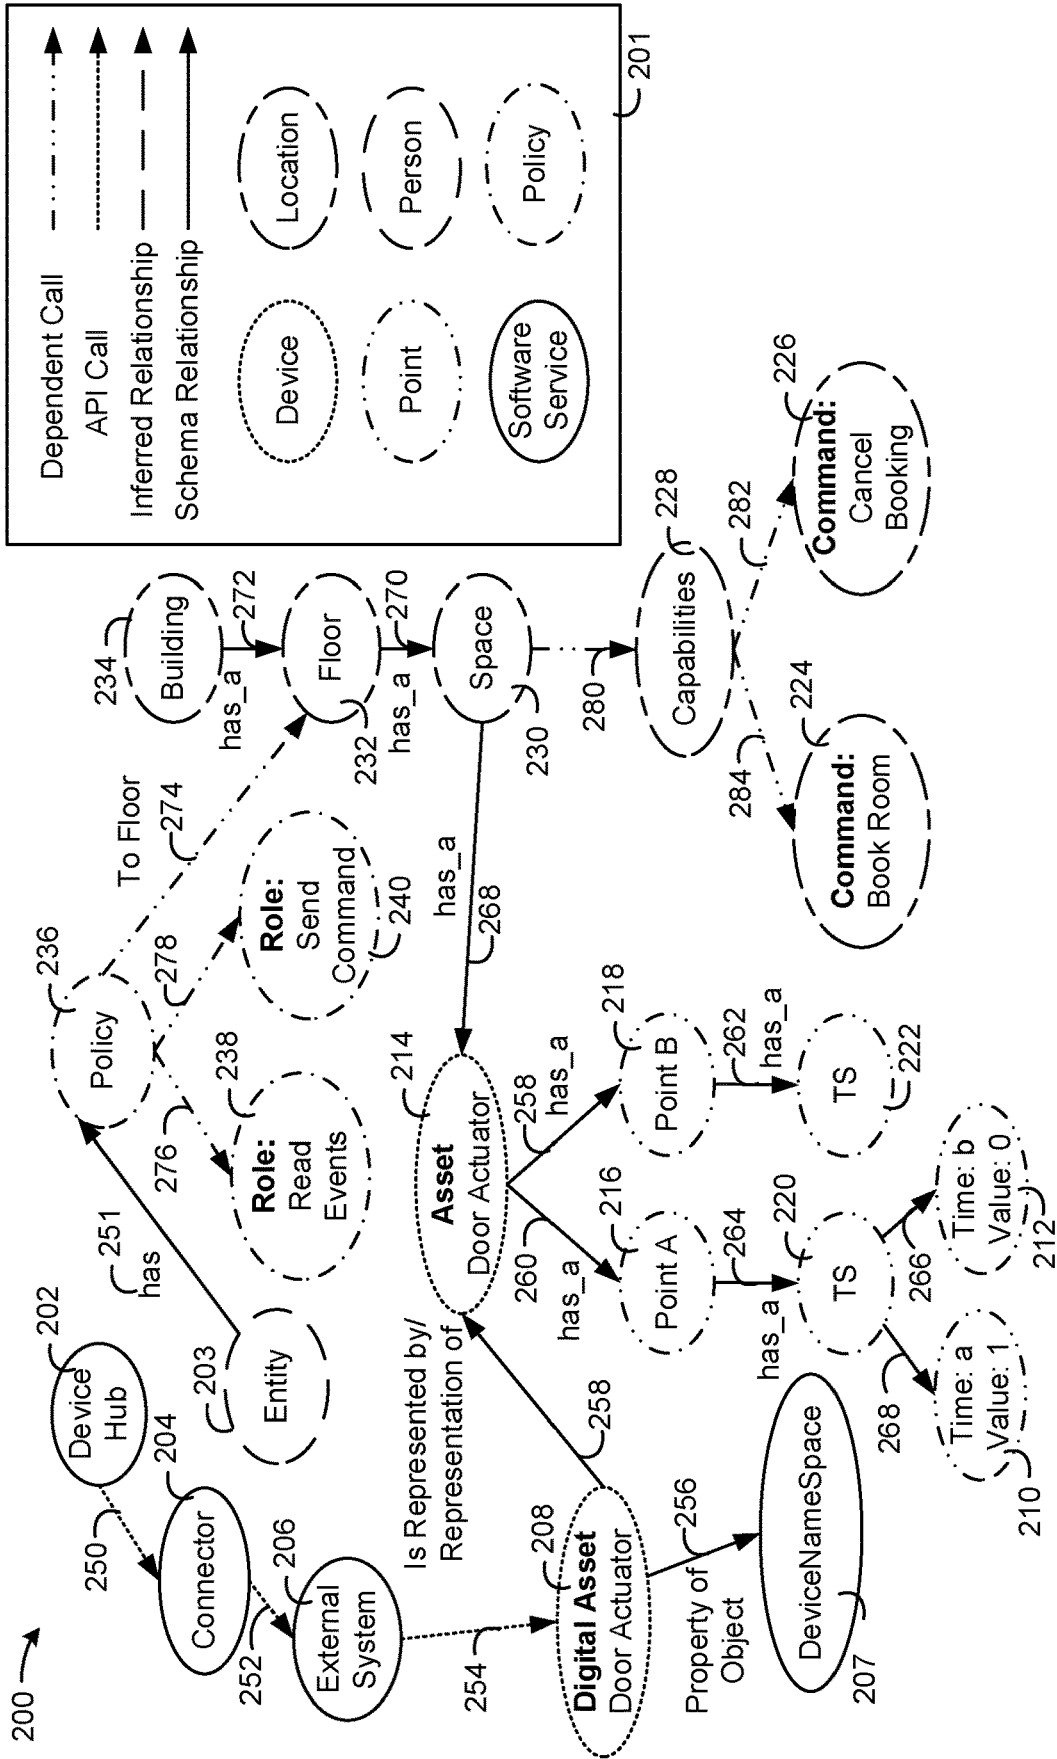 200
Dependent Call
API Call
Inferred Relationship
Schema Relationship
Device
Location
Point
Person
Software
Service
Policy
201
Device
Hub
202
250
Connector
204
252
External
System
206
254
Entity
203
251
has
Policy
236
276
278
Role:
Read
Events
238
Role:
Send
Command
240
To Floor
274
Building
234
has_a
272
Floor
232
has_a
270
Space
230
has_a
268
280
Capabilities
228
284
282
Command:
Book Room
224
Command:
Cancel
Booking
226
Is Represented by/
Representation of
258
Digital Asset
Door Actuator
208
Property of
Object
256
DeviceNameSpace
207
Asset
Door Actuator
214
260
has_a
258
has_a
Point A
216
Point B
218
has_a
264
262
has_a
TS
220
TS
222
268
266
Time: a
Value: 1
210
Time: b
Value: 0
212